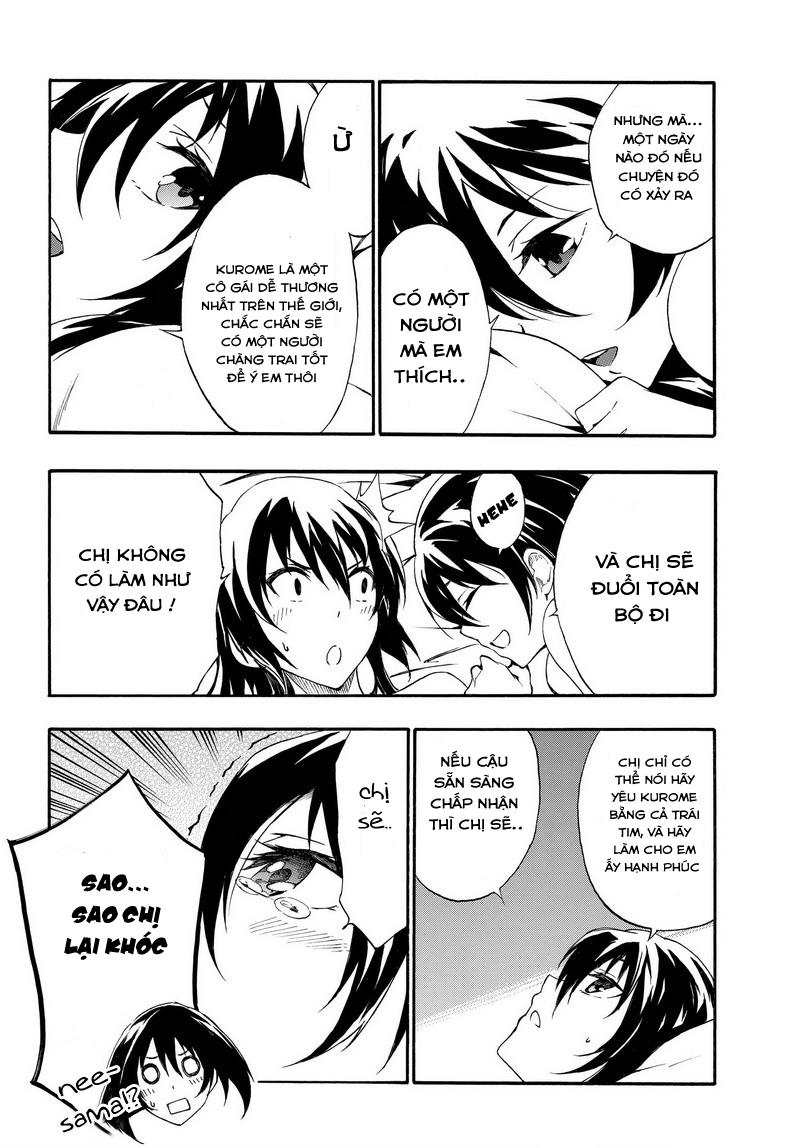 NHƯNG MÀ...
MỘT NGÀY
NÀO ĐÓ NẾU
CHUYỆN ĐÓ
CÓ XẢY RA
CÓ MỘT
NGƯỜI
MÀ EM
THÍCH..
Ừ
KUROME LÀ MỘT
CÔ GÁI DỄ THƯƠNG
NHẤT TRÊN THẾ GIỚI,
CHẮC CHẮN SẼ
CÓ MỘT NGƯỜI
CHÀNG TRAI TỐT
ĐỂ Ý EM THÔI
VÀ CHỊ SẼ
ĐUỔI TOÀN
BỘ ĐI
HEHE
CHỊ KHÔNG
CÓ LÀM NHƯ
VẬY ĐÂU !
CHỊ CHỈ CÓ
THỂ NÓI HÃY
YÊU KUROME
BẰNG CẢ TRÁI
TIM, VÀ HÃY
LÀM CHO EM
ẤY HẠNH PHÚC
NẾU CẬU
SẴN SÀNG
CHẤP NHẬN
THÌ CHỊ SẼ..
CHỊ
SẼ..
SAO...
SAO CHỊ
LẠI KHÓC
nee-
sama!?